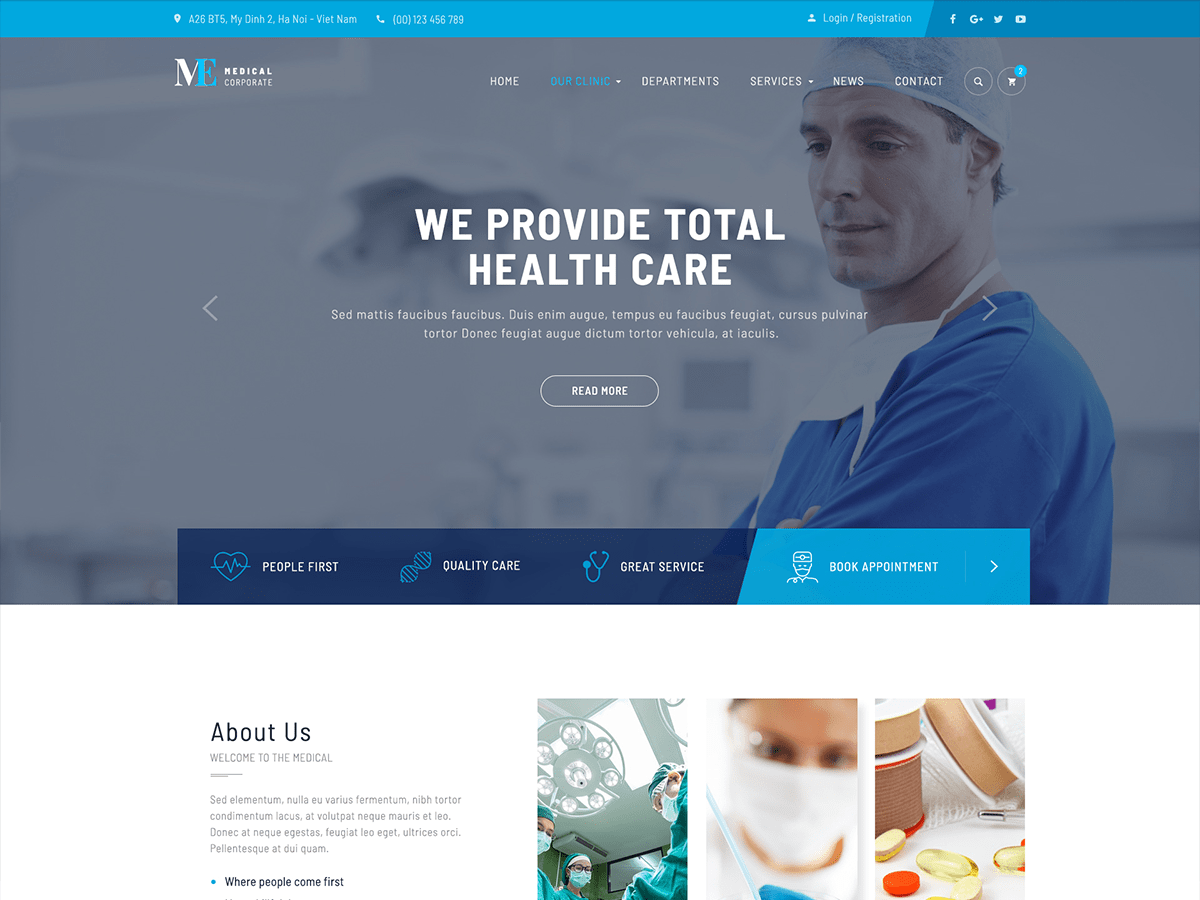 A26 BT5, My Dinh 2, Ha Noi - Viet Nam
(00) 123 456 789
Login / Registration
ME MEDICAL
CORPORATE
HOME
OUR CLINIC
DEPARTMENTS
SERVICES
NEWS
CONTACT
2
WE PROVIDE TOTAL
HEALTH CARE
Sed mattis faucibus faucibus. Duis enim augue, tempus eu faucibus feugiat, cursus pulvinar
tortor Donec feugiat augue dictum tortor vehicula, at iaculis.
READ MORE
PEOPLE FIRST
QUALITY CARE
GREAT SERVICE
BOOK APPOINTMENT
About Us
WELCOME TO THE MEDICAL
Sed elementum, nulla eu varius fermentum, nibh tortor
condimentum lacus, at volutpat neque mauris et leo.
Donec at neque egestas, feugiat leo eget, ultrices orci.
Pellentesque at dui quam.
Where people come first